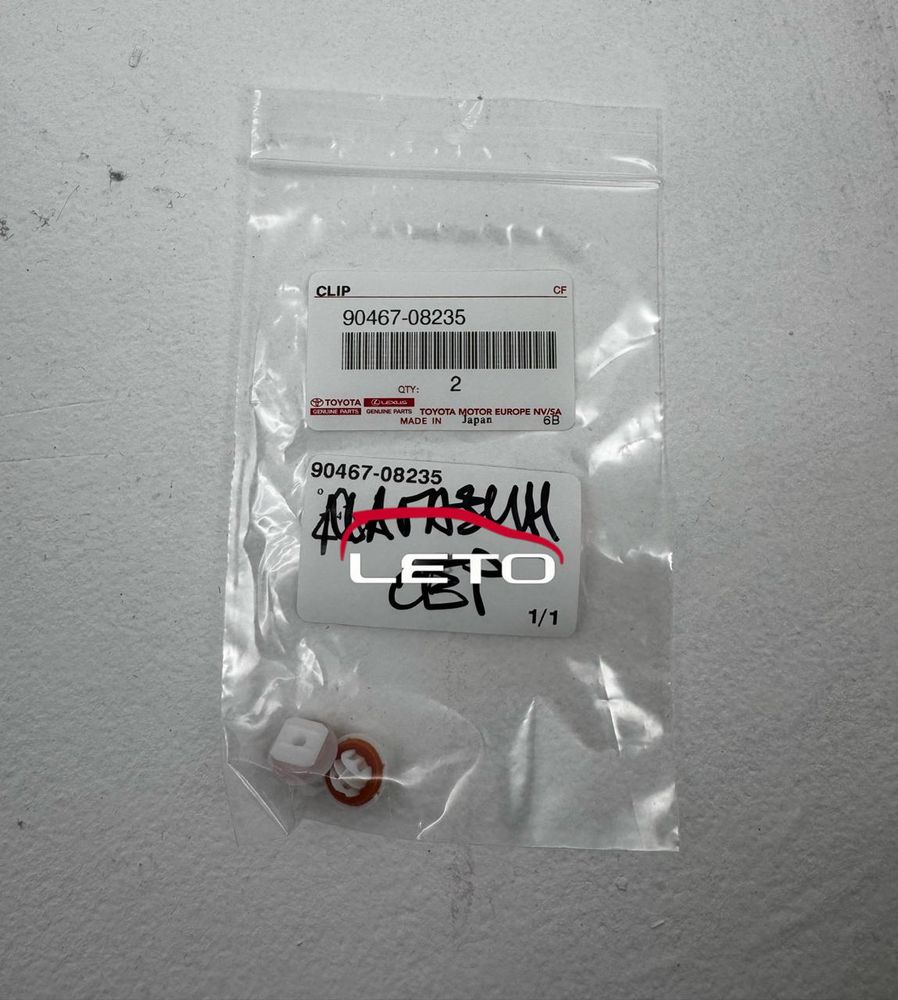 CLIP CF
90467-08235
QTY: 2
TOYOTA LEXUS
GENUINE PARTS GENUINE PARTS TOYOTA MOTOR EUROPE NV/SA
MADE IN Japan 6B
90467-08235
LETO
1/1